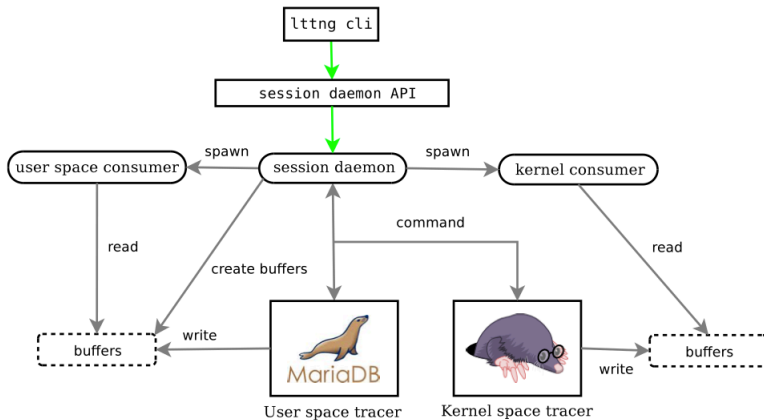 lttng cli
session daemon API
spawn
spawn
user space consumer
session daemon
kernel consumer
command
read
read
create buffers
write
buffers
MariaDB
write
buffers
User space tracer
Kernel space tracer